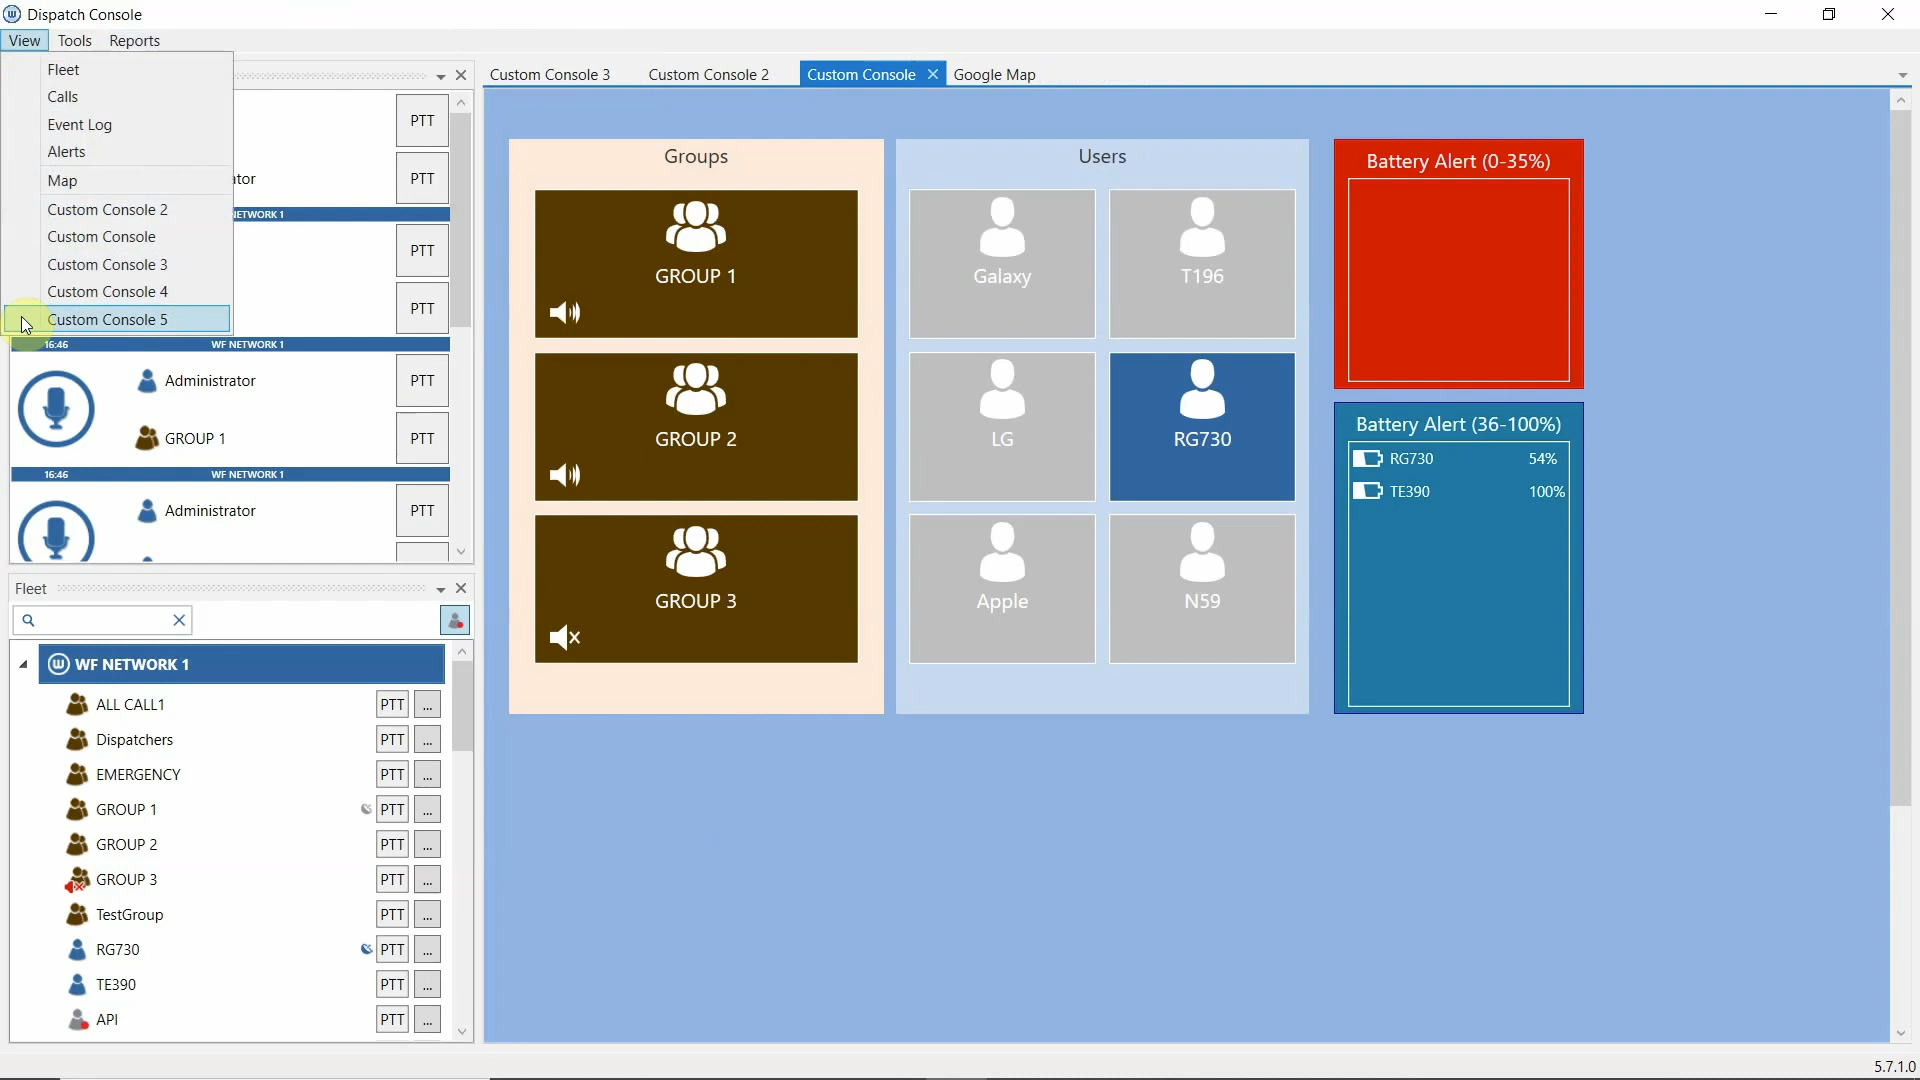 Dispatch Console
View Tools Reports
Fleet
Calls
Event Log
Alerts
Map
Custom Console 2
Custom Console
Custom Console 3
Custom Console 4
Custom Console 5
PTT
ator PTT
NETWORK 1
PTT
PTT
16:46 WF NETWORK 1
Administrator PTT
GROUP 1 PTT
16:46 WF NETWORK 1
Administrator PTT
Fleet
WF NETWORK 1
ALL CALL1 PTT ...
Dispatchers PTT ...
EMERGENCY PTT ...
GROUP 1 PTT ...
GROUP 2 PTT ...
GROUP 3 PTT ...
TestGroup PTT ...
RG730 PTT ...
TE390 PTT ...
API PTT ...
Custom Console 3 Custom Console 2 Custom Console Google Map
Groups
GROUP 1
GROUP 2
GROUP 3
Users
Galaxy T196
LG RG730
Apple N59
Battery Alert (0-35%)
Battery Alert (36-100%)
RG730 54%
TE390 100%
5.7.1.0